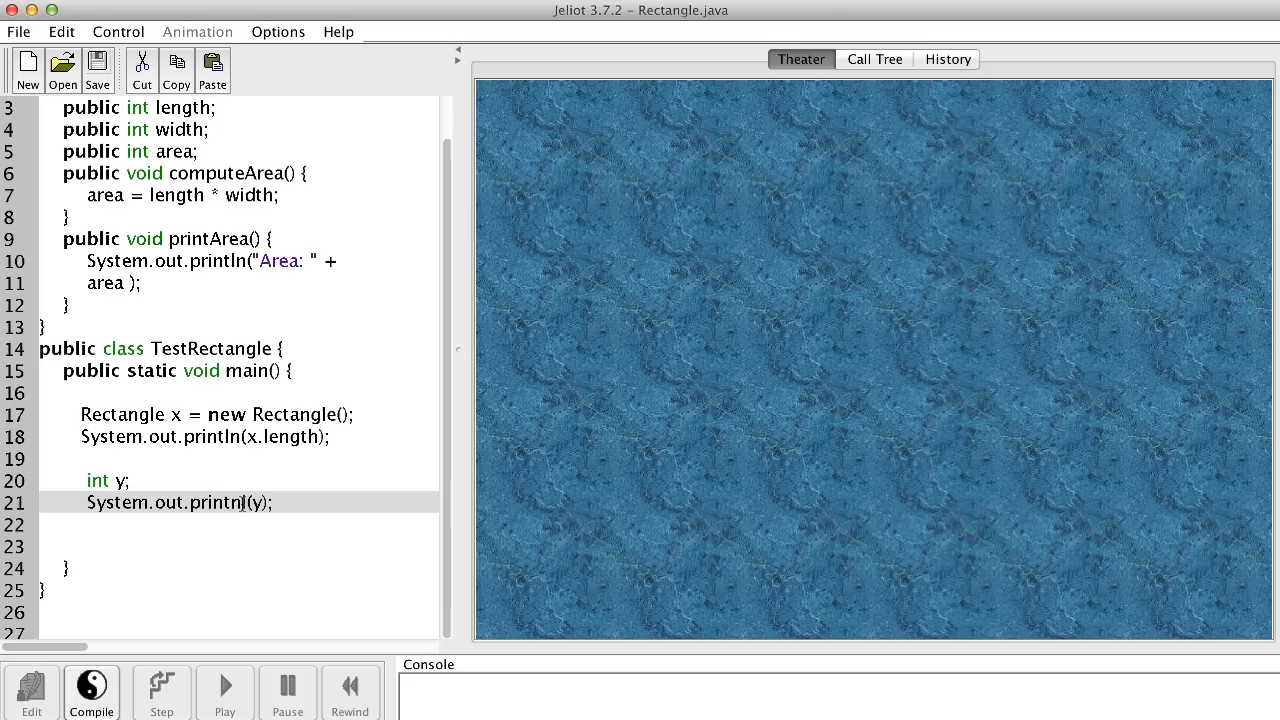 Jeliot 3.7.2 – Rectangle.java
File Edit Control Animation Options Help
New Open Save Cut Copy Paste
Theater Call Tree History
3 public int length;
4 public int width;
5 public int area;
6 public void computeArea() {
7 area = length * width;
8 }
9 public void printArea() {
10 System.out.println("Area: " +
11 area );
12 }
13 }
14 public class TestRectangle {
15 public static void main() {
16
17 Rectangle x = new Rectangle();
18 System.out.println(x.length);
19
20 int y;
21 System.out.printnl(y);
22
23
24 }
25 }
26
27
Edit Compile Step Play Pause Rewind
Console